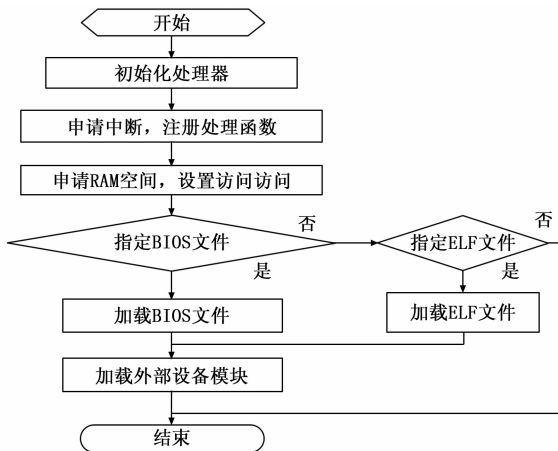 开始
初始化处理器
申请中断，注册处理函数
申请RAM空间，设置访问访问
否
否
指定BIOS文件
指定ELF文件
是
是
加载BIOS文件
加载ELF文件
加载外部设备模块
结束